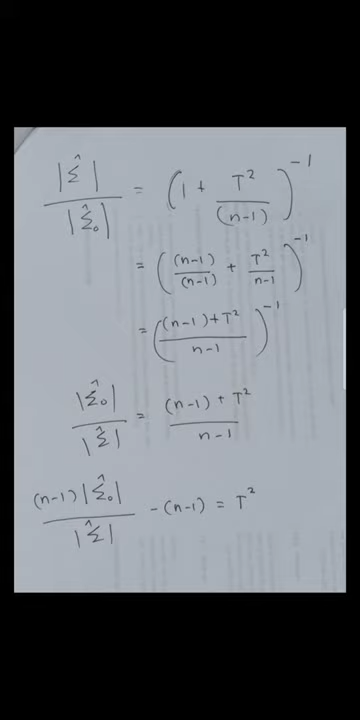 |Σ̂| / |Σ̂₀| = (1 + T² / (n-1))⁻¹
= ((n-1)/(n-1) + T²/(n-1))⁻¹
= (((n-1)+T²) / (n-1))⁻¹
|Σ̂₀| / |Σ̂| = ((n-1) + T²) / (n-1)
(n-1)|Σ̂₀| / |Σ̂| - (n-1) = T²